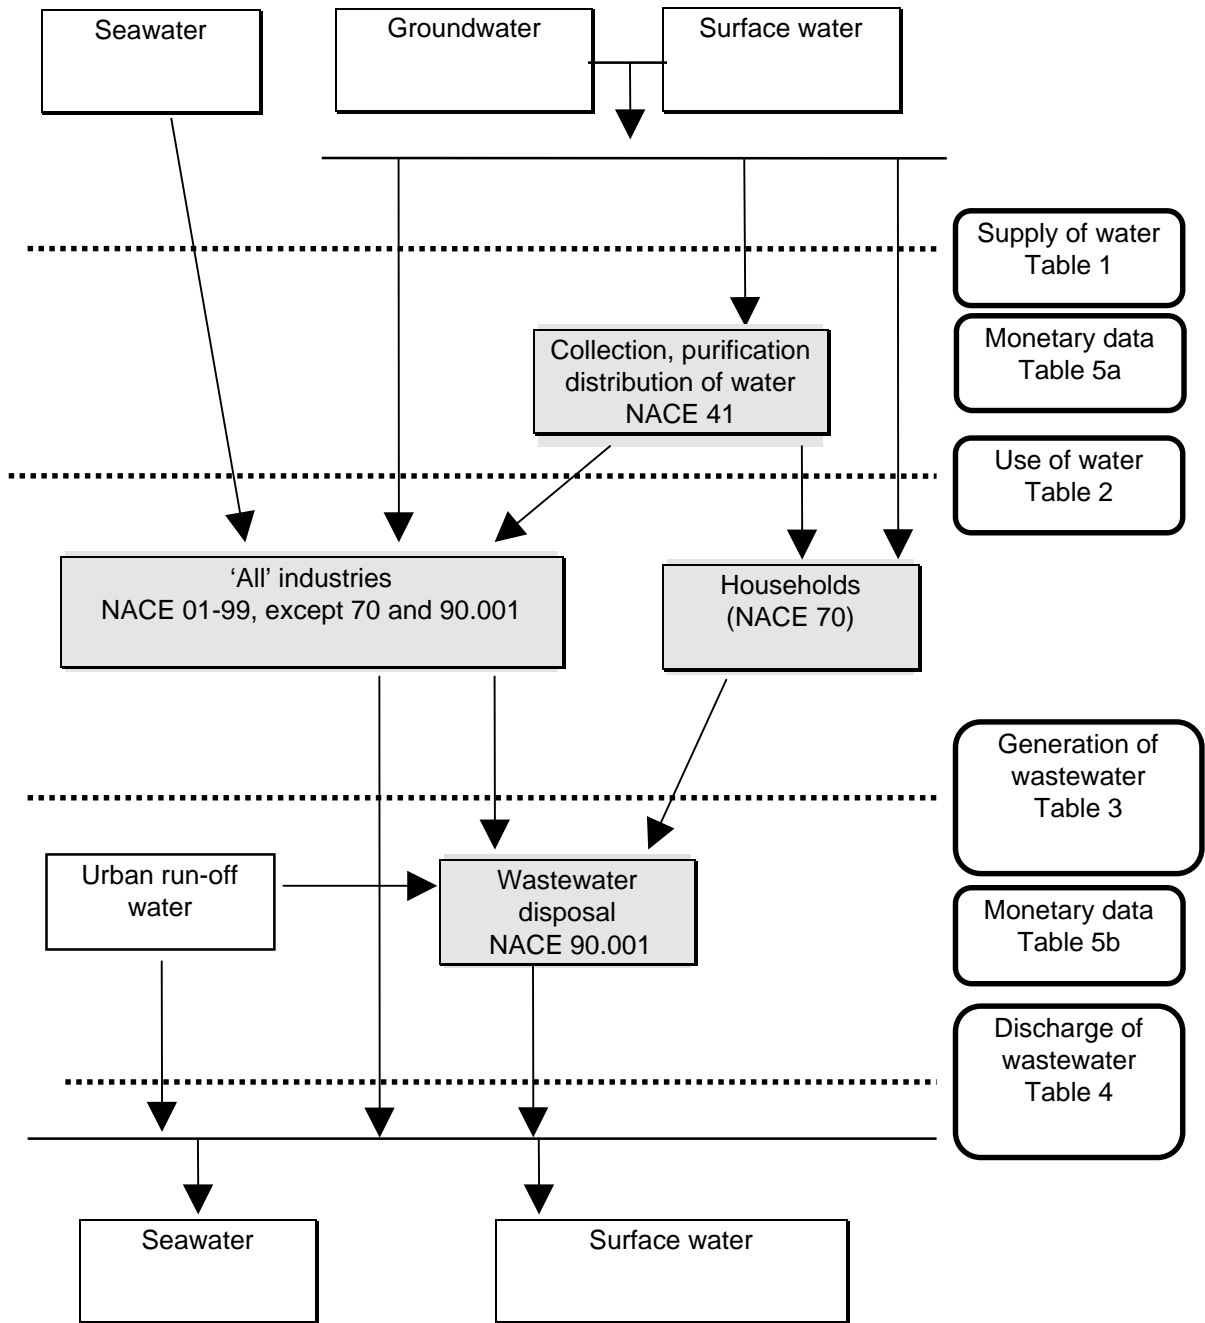 Seawater
Groundwater
Surface water
Supply of water
Table 1
Monetary data
Table 5a
Collection, purification
distribution of water
NACE 41
Use of water
Table 2
‘All’ industries
NACE 01-99, except 70 and 90.001
Households
(NACE 70)
Generation of
wastewater
Table 3
Urban run-off
water
Wastewater
disposal
NACE 90.001
Monetary data
Table 5b
Discharge of
wastewater
Table 4
Seawater
Surface water